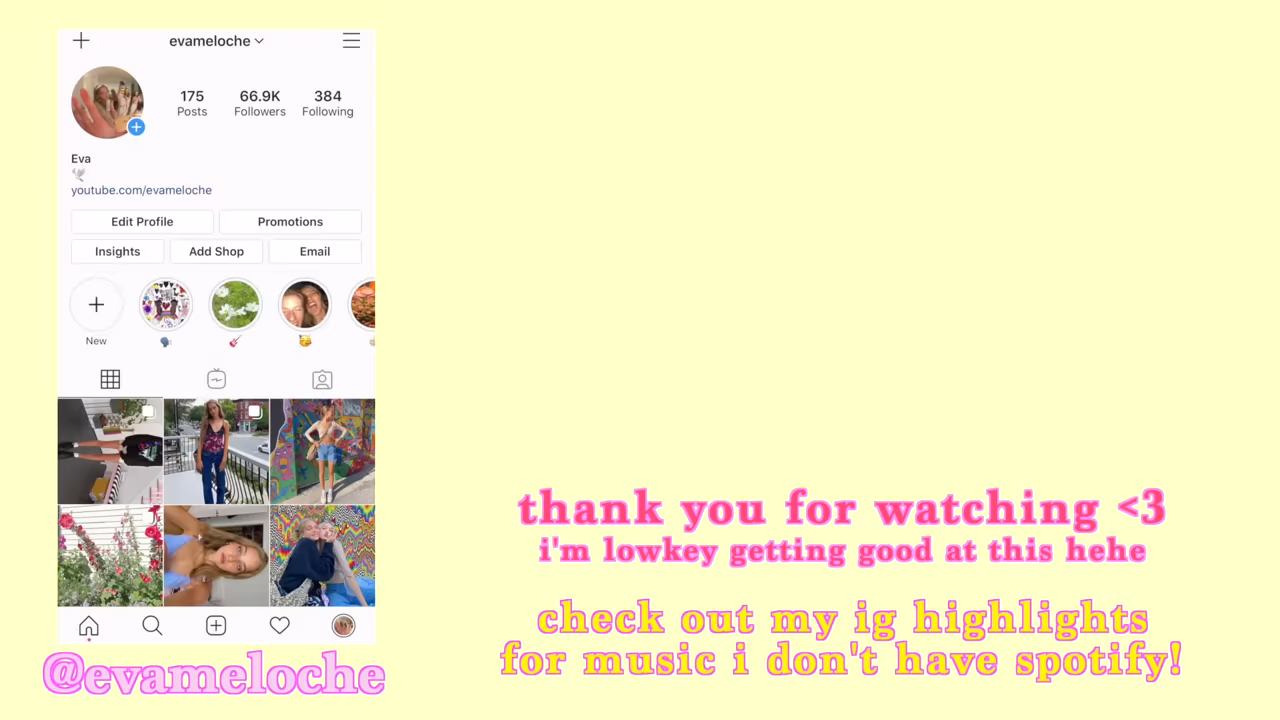 evameloche
175
Posts
66.9K
Followers
384
Following
Eva
youtube.com/evameloche
Edit Profile
Promotions
Insights
Add Shop
Email
New
@evameloche
thank you for watching <3
i'm lowkey getting good at this hehe
check out my ig highlights
for music i don't have spotify!